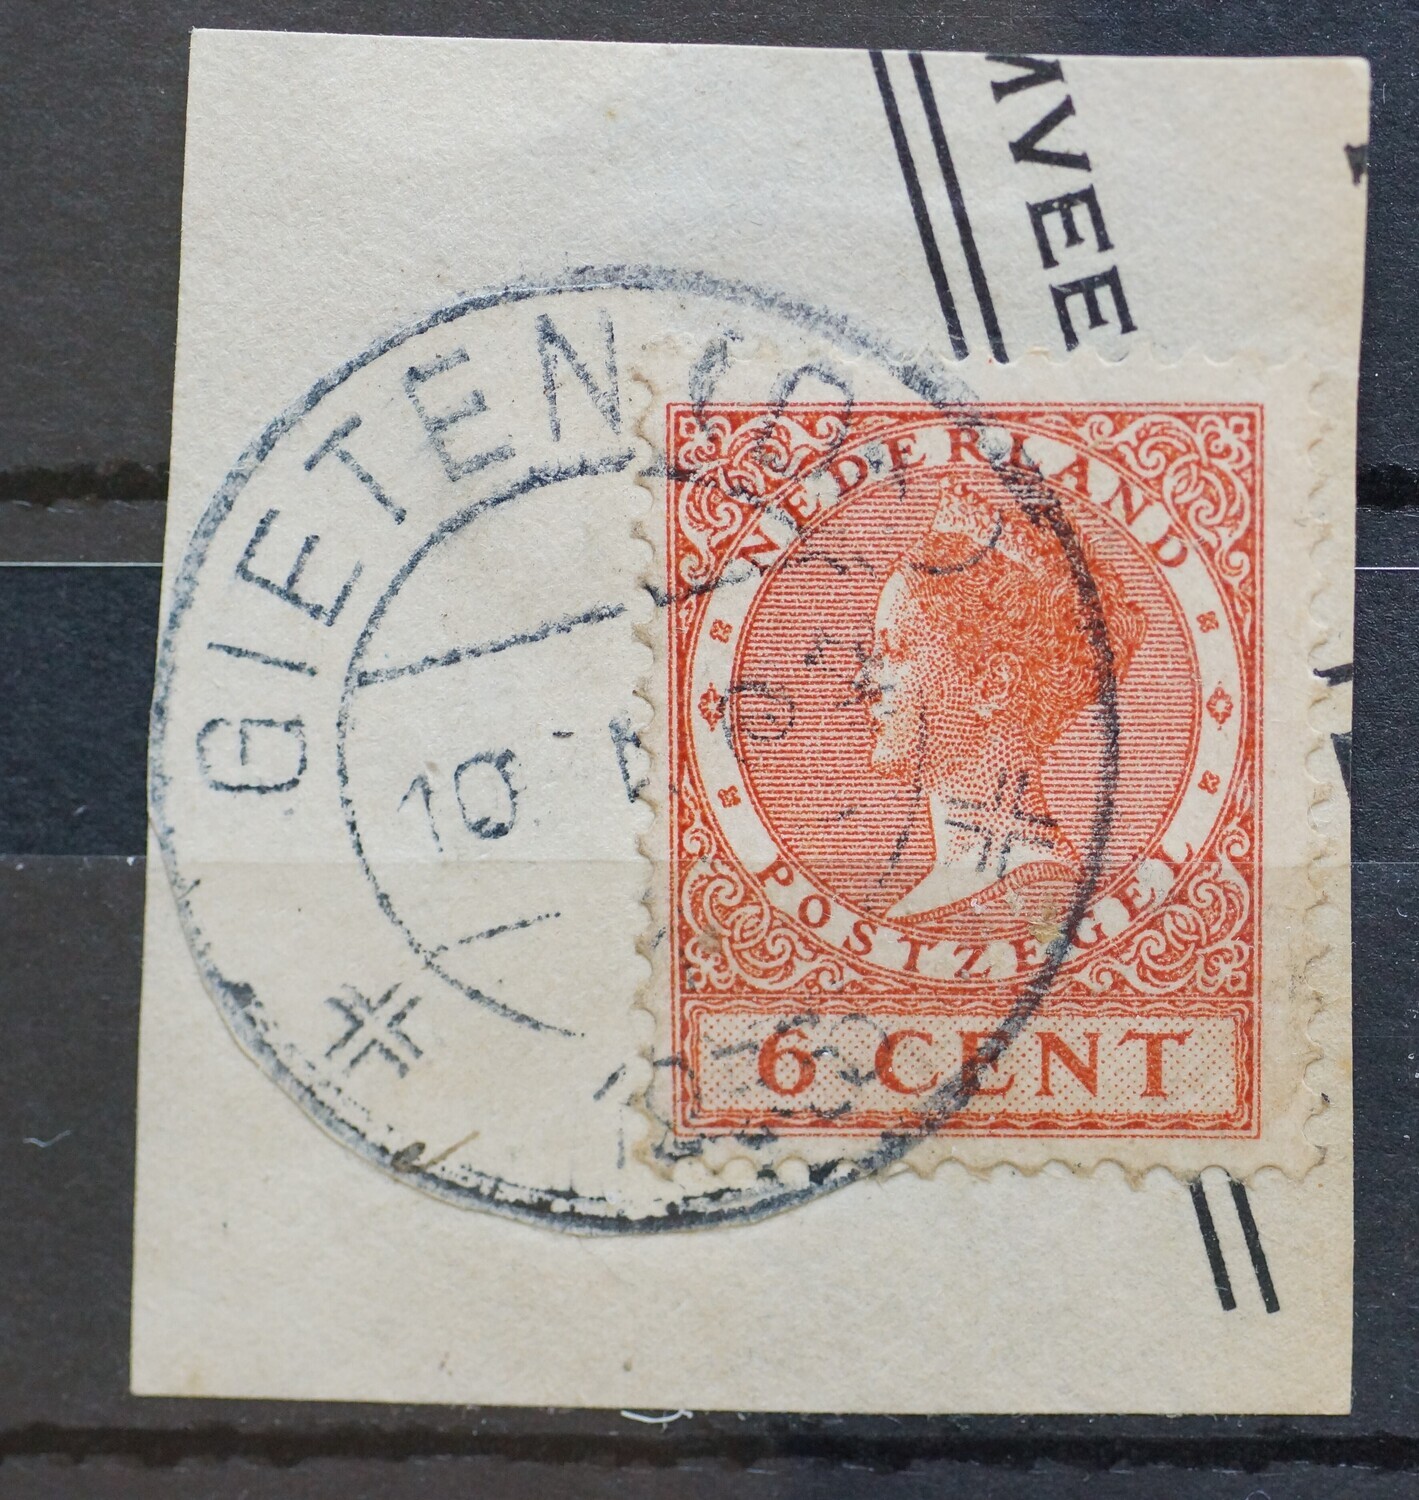 MVEE
GIETEN
10
NEDERLAND
POSTZEGEL
6 CENT